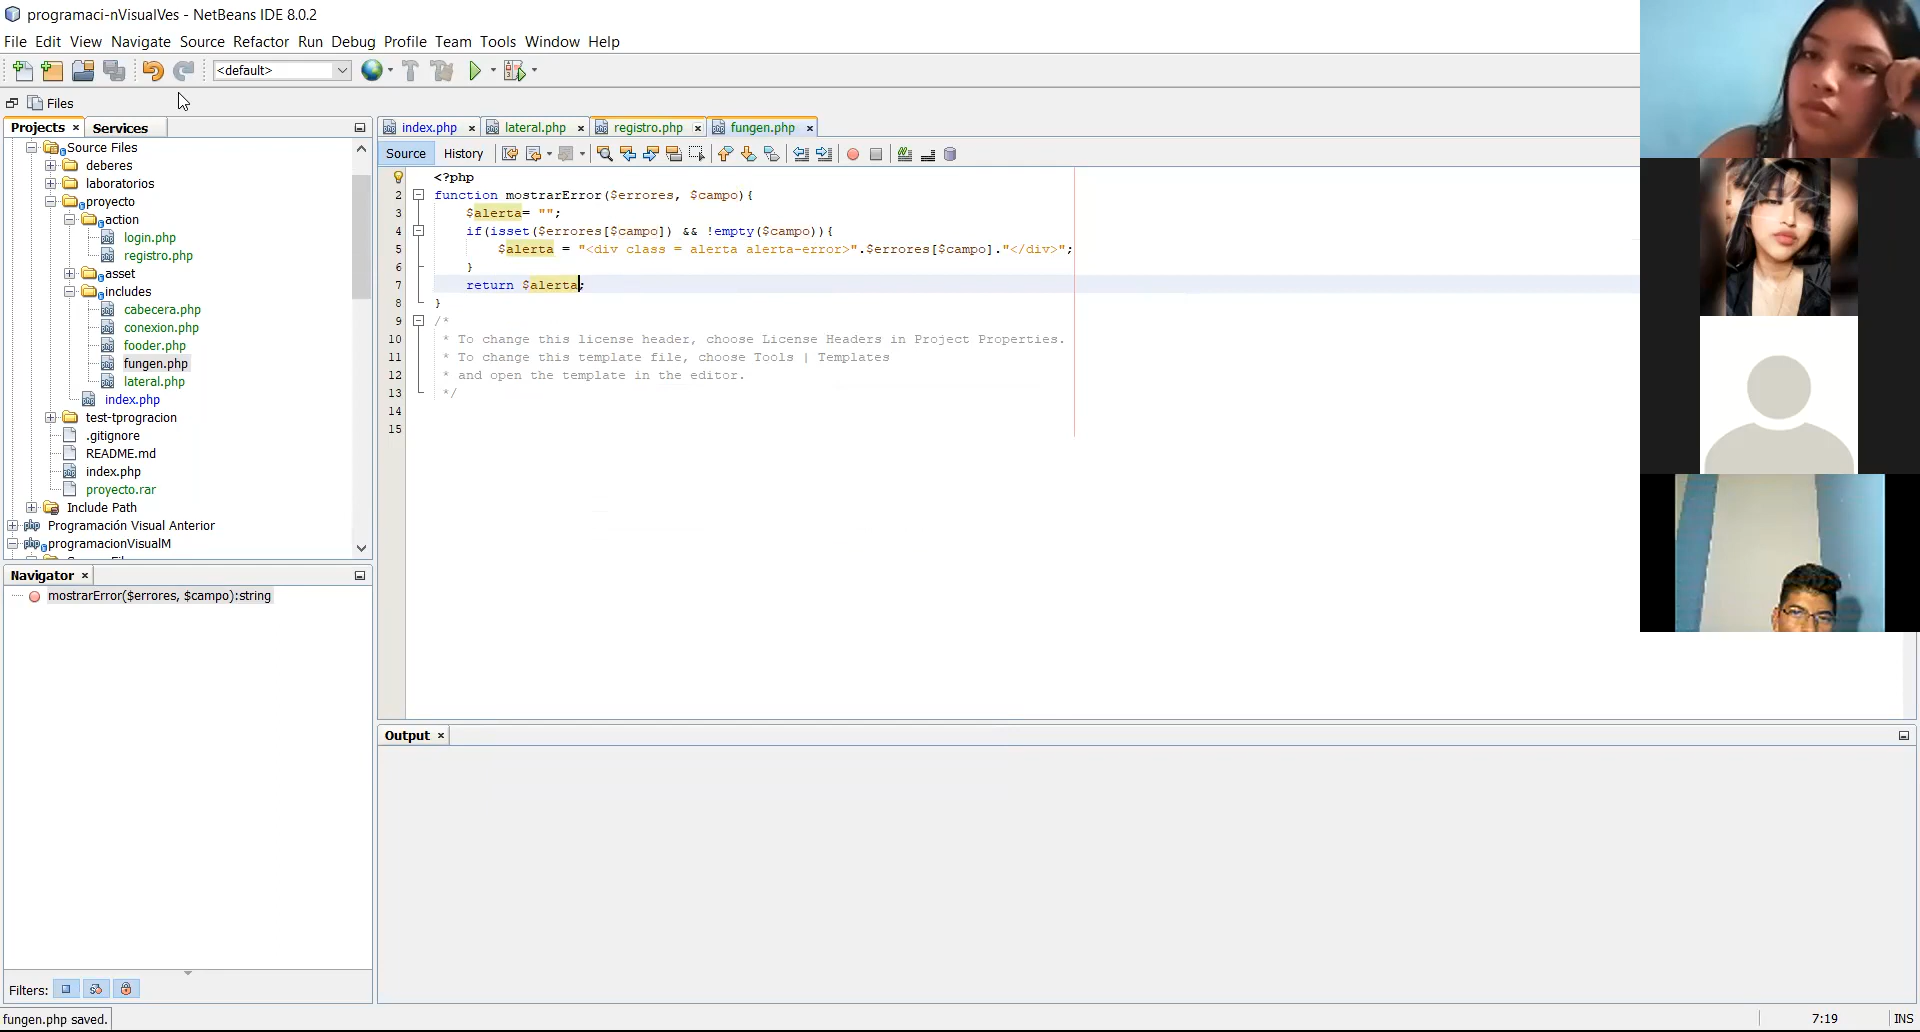 programaci-nVisualVes - NetBeans IDE 8.0.2
File Edit View Navigate Source Refactor Run Debug Profile Team Tools Window Help
<default>
Files
Projects × Services
Source Files
deberes
laboratorios
proyecto
action
login.php
registro.php
asset
includes
cabecera.php
conexion.php
fooder.php
fungen.php
lateral.php
index.php
test-tprogracion
.gitignore
README.md
index.php
proyecto.rar
Include Path
Programación Visual Anterior
programacionVisualM
index.php × lateral.php × registro.php × fungen.php ×
Source History
<?php
2 function mostrarError($errores, $campo){
3 $alerta= "";
4 if(isset($errores[$campo]) && !empty($campo)){
5 $alerta = "<div class = alerta alerta-error>".$errores[$campo]."</div>";
6 }
7 return $alerta;
8 }
9 /*
10 * To change this license header, choose License Headers in Project Properties.
11 * To change this template file, choose Tools | Templates
12 * and open the template in the editor.
13 */
14
15
Navigator ×
mostrarError($errores, $campo):string
Filters:
Output ×
fungen.php saved.
7:19 INS